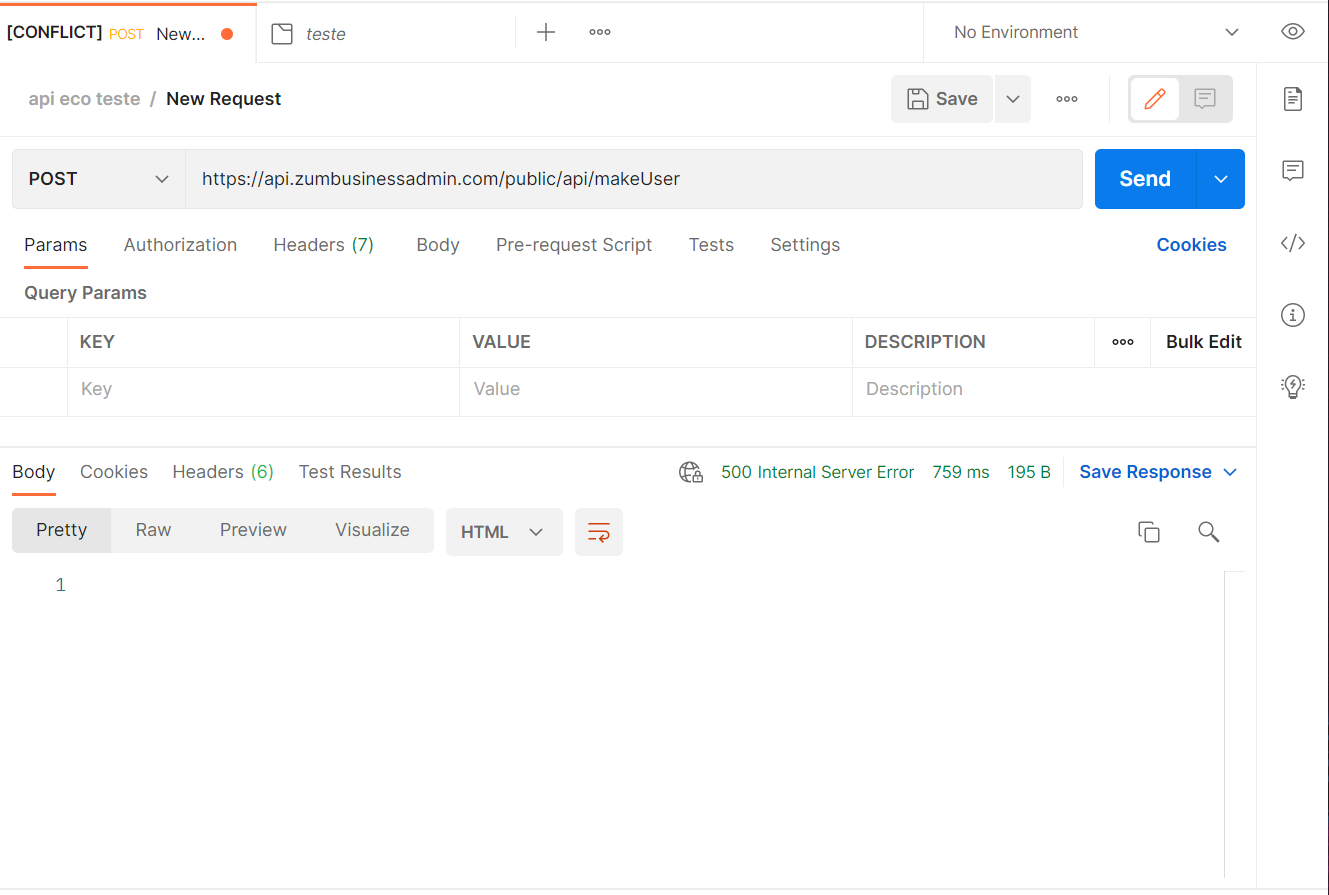 [CONFLICT] POST New... teste No Environment
api eco teste / New Request Save
POST https://api.zumbusinessadmin.com/public/api/makeUser Send
Params Authorization Headers (7) Body Pre-request Script Tests Settings Cookies
Query Params
KEY VALUE DESCRIPTION Bulk Edit
Key Value Description
Body Cookies Headers (6) Test Results 500 Internal Server Error 759 ms 195 B Save Response
Pretty Raw Preview Visualize HTML
1